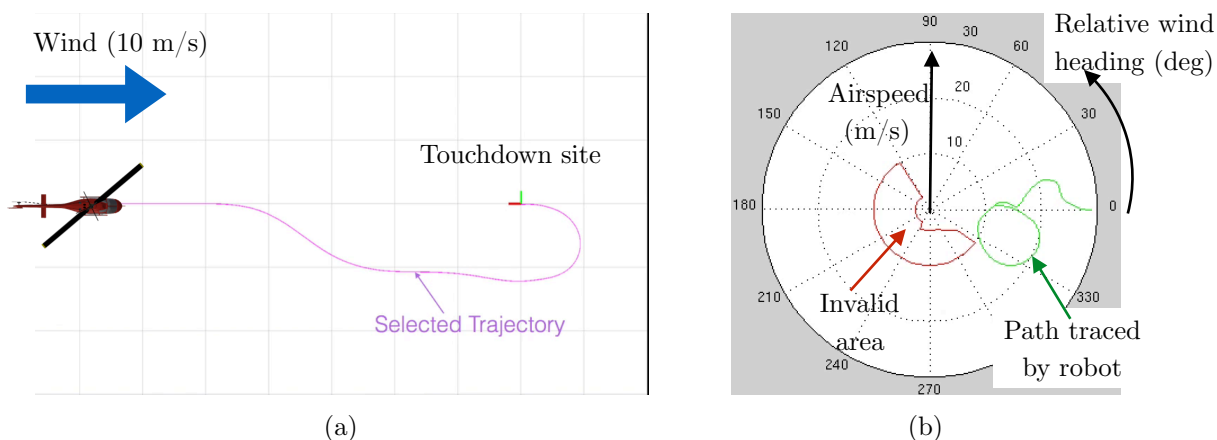 Wind (10 m/s)
Touchdown site
Selected Trajectory
(a)
90
120
30
60
Relative wind
heading (deg)
Airspeed
(m/s)
20
150
10
30
180
0
Invalid
area
210
330
Path traced
by robot
240
270
(b)